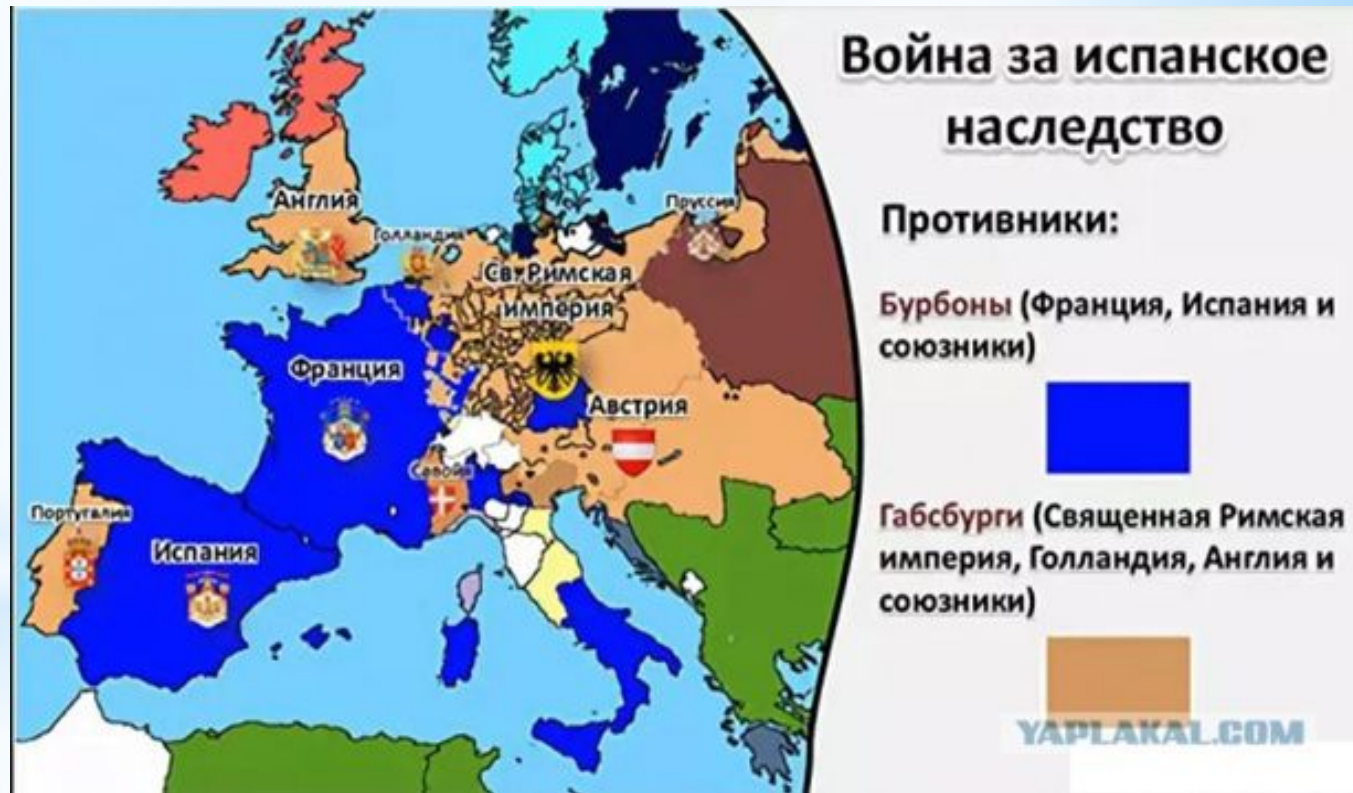 Война за испанское
наследство
Противники:
Бурбоны (Франция, Испания и
союзники)
Габсбурги (Священная Римская
империя, Голландия, Англия и
союзники)
Англия
Голландия
Пруссия
Св. Римская
империя
Франция
Австрия
Савойя
Португалия
Испания
YAPLAKAL.COM